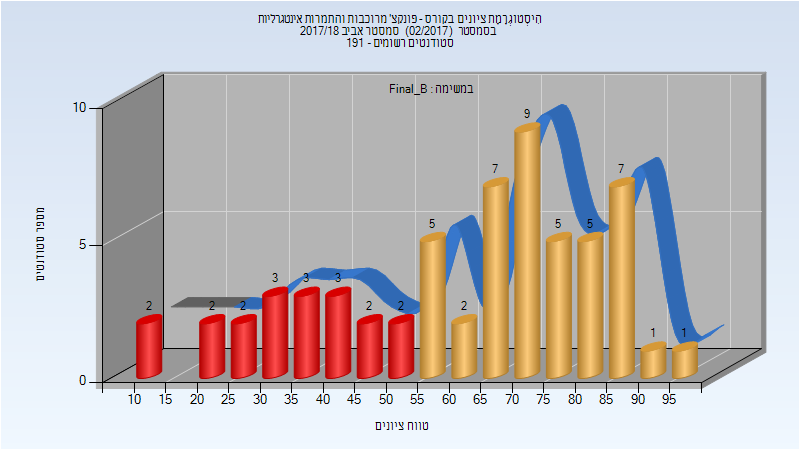 הִיסְטוֹגְרָמַת ציונים בקורס - פונקצ' מרוכבות והתמרות אינטגרליות
בסמסטר (02/2017) סמסטר אביב 2017/18
סטודנטים רשומים - 191
במשימה : Final_B
מספר סטודנטים
10
5
0
2
2
2
3
3
3
2
2
5
2
7
9
5
5
7
1
1
10 15 20 25 30 35 40 45 50 55 60 65 70 75 80 85 90 95
טווח ציונים